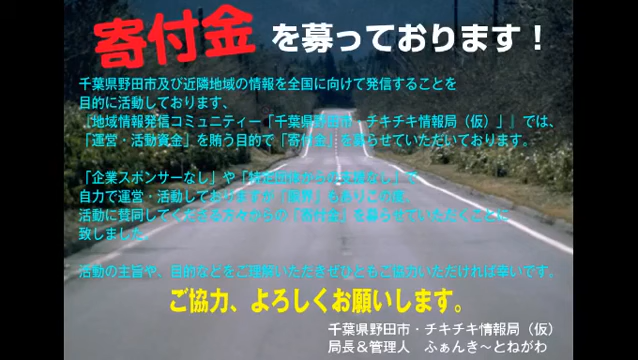 寄付金を募っております！
千葉県野田市及び近隣地域の情報を全国に向けて発信することを
目的に活動しております、
『地域情報発信コミュニティー「千葉県野田市・チキチキ情報局（仮）」』では、
「運営・活動資金」を賄う目的で「寄付金」を募らせていただいております。
「企業スポンサーなし」や「特定団体からの支援なし」で
自力で運営・活動しておりますが「限界」もありこの度、
活動に賛同してくださる方々からの「寄付金」を募らせていただくことに
致しました。
活動の主旨や、目的などをご理解いただきぜひともご協力いただければ幸いです。
ご協力、よろしくお願いします。
千葉県野田市・チキチキ情報局（仮）
局長＆管理人　ふぁんき～とねがわ